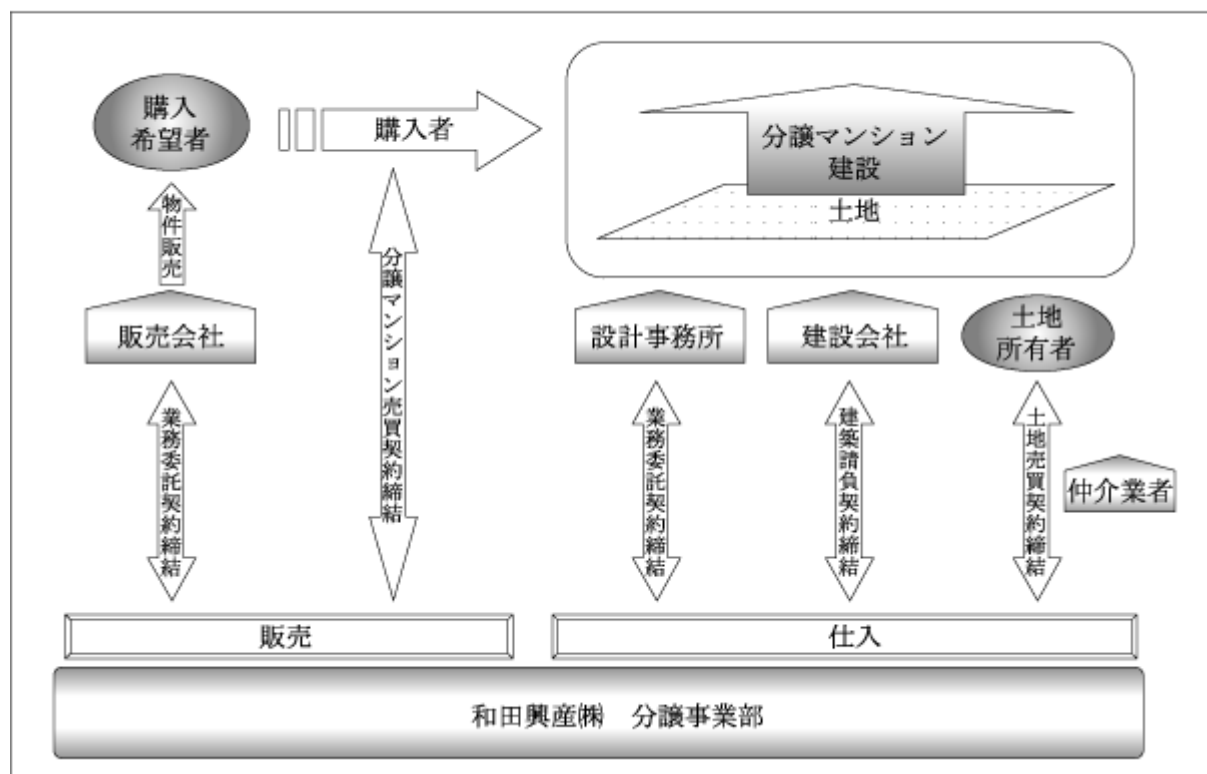 購入
希望者
購入者
分譲マンション
建設
土地
物件販売
分譲マンション売買契約締結
販売会社
設計事務所
建設会社
土地
所有者
業務委託契約締結
業務委託契約締結
建築請負契約締結
土地売買契約締結
仲介業者
販売
仕入
和田興産㈱　分譲事業部